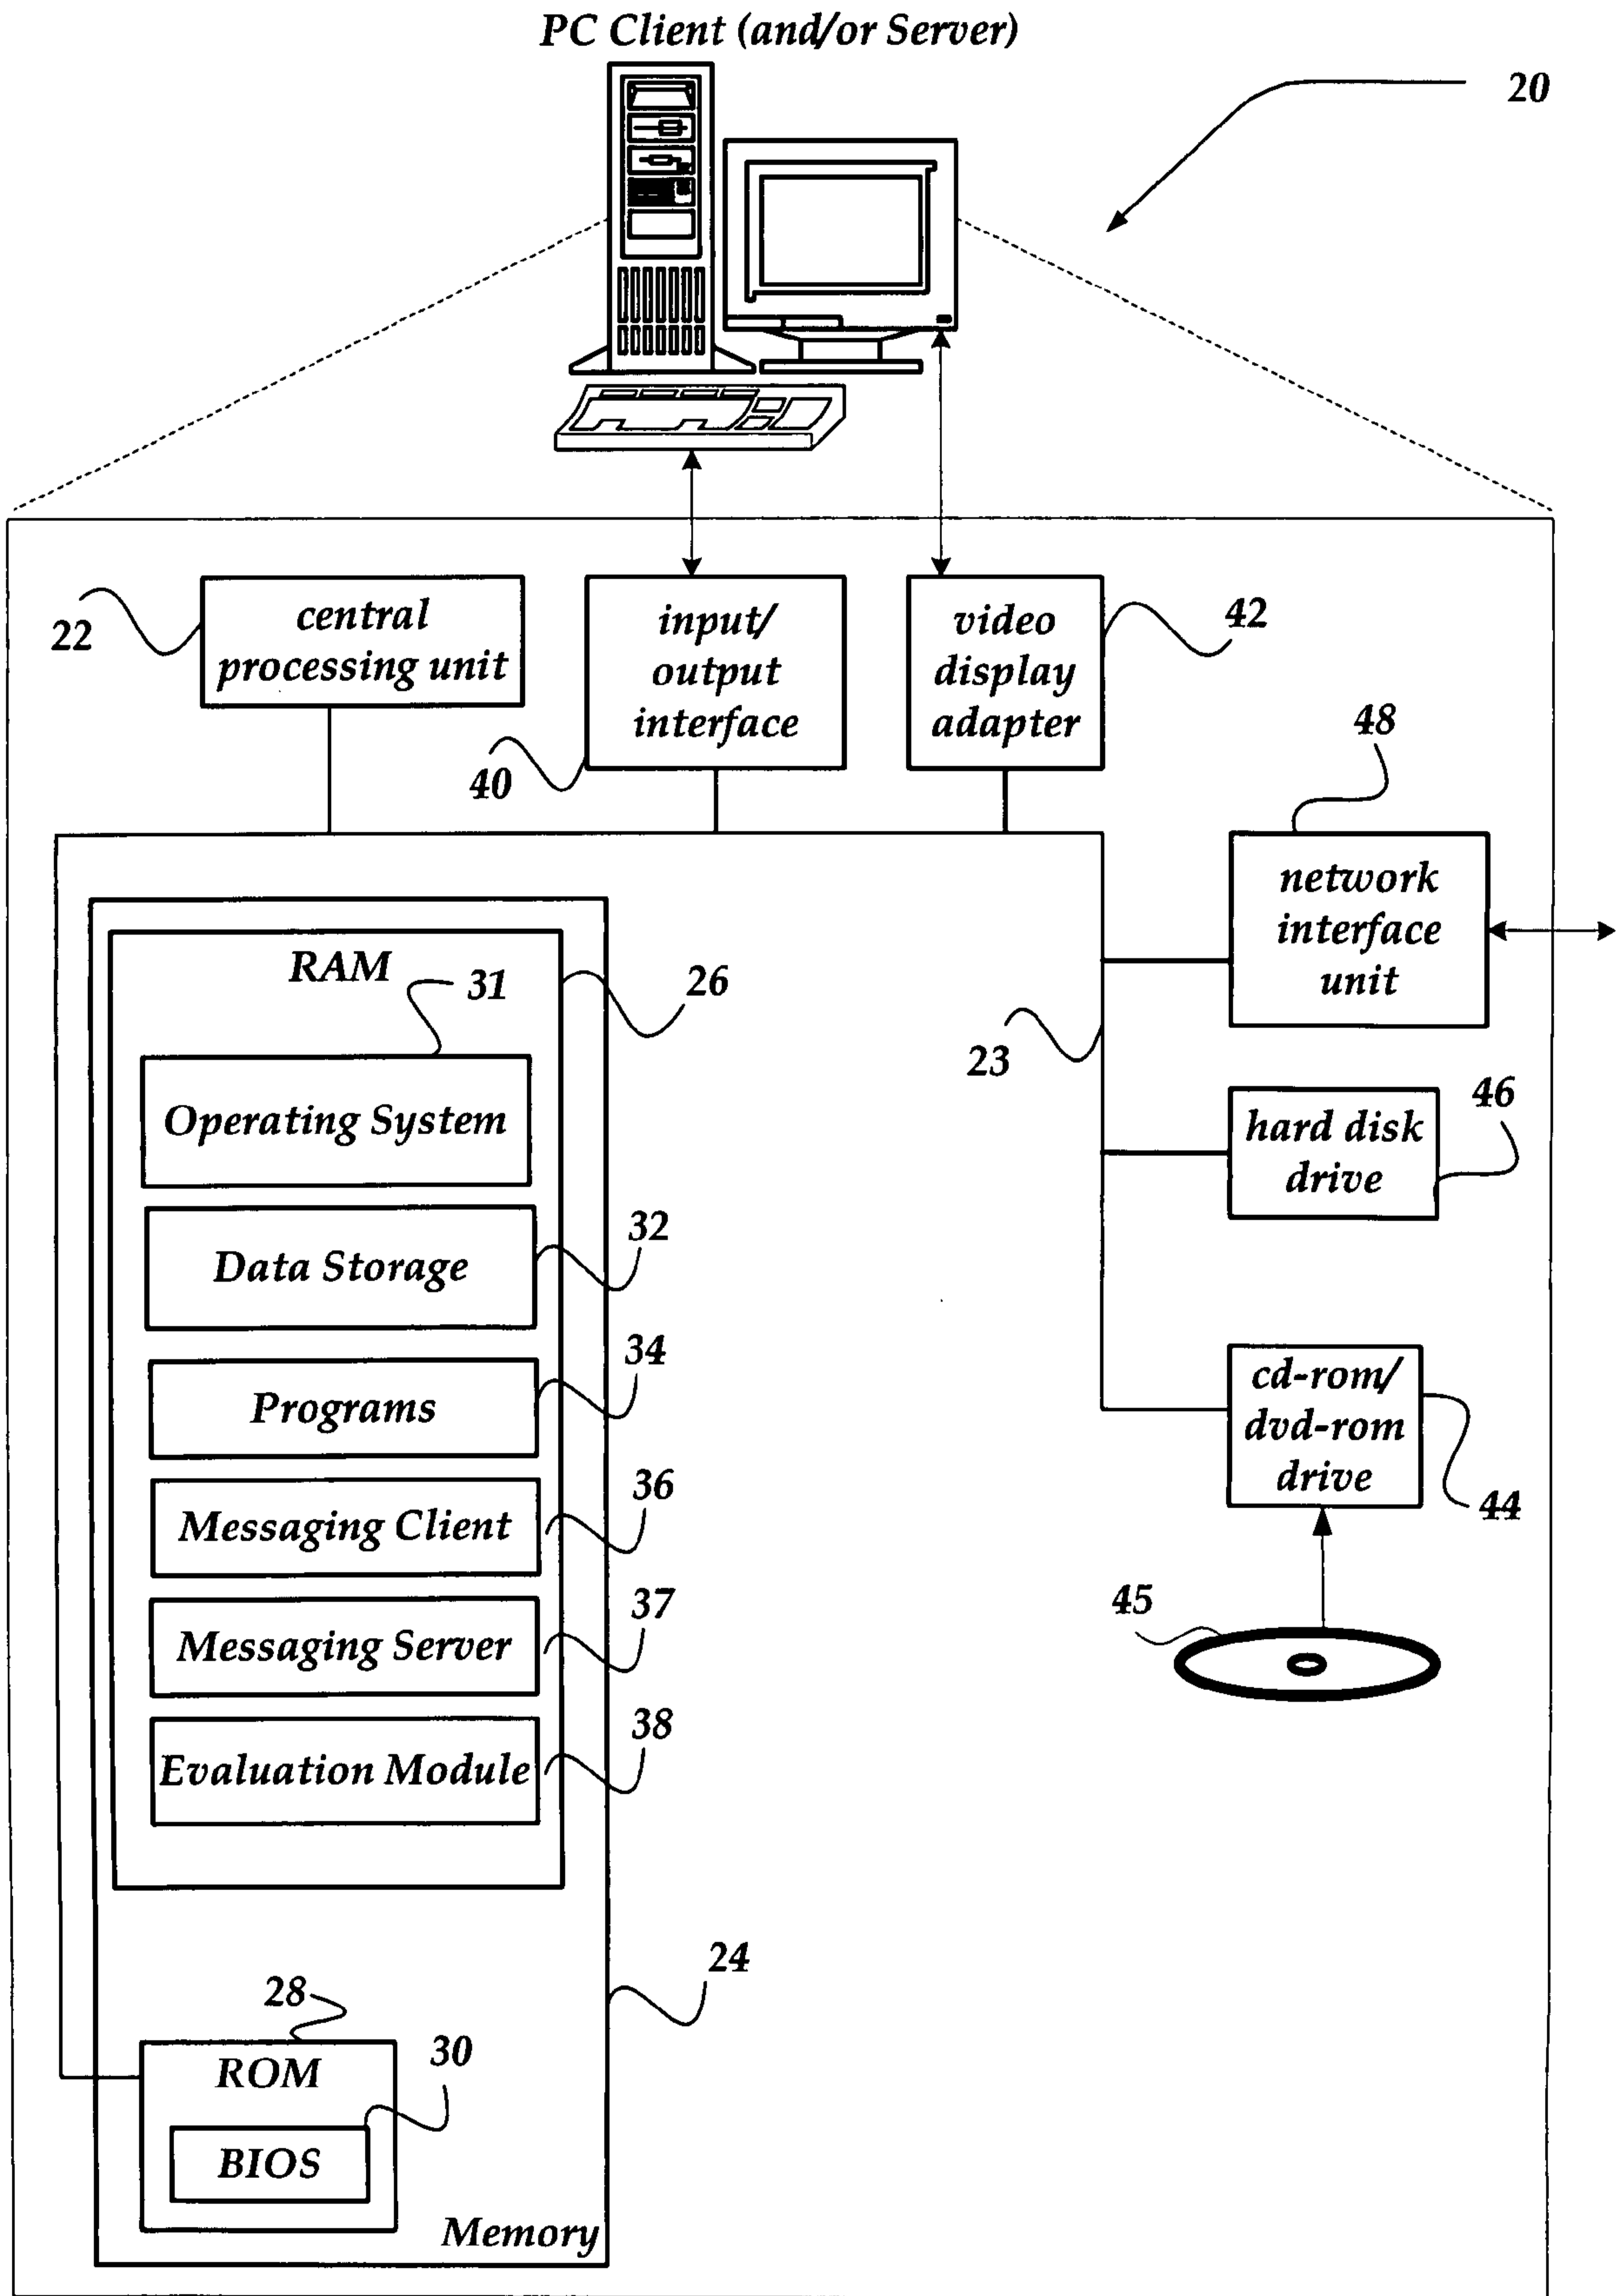 PC Client (and/or Server)
20
22
central
processing unit
input/
output
interface
40
video
display
adapter
42
48
network
interface
unit
RAM
31
26
23
Operating System
46
hard disk
drive
Data Storage
32
Programs
34
cd-rom/
dvd-rom
drive
44
Messaging Client
36
Messaging Server
37
45
Evaluation Module
38
24
28
ROM
30
BIOS
Memory